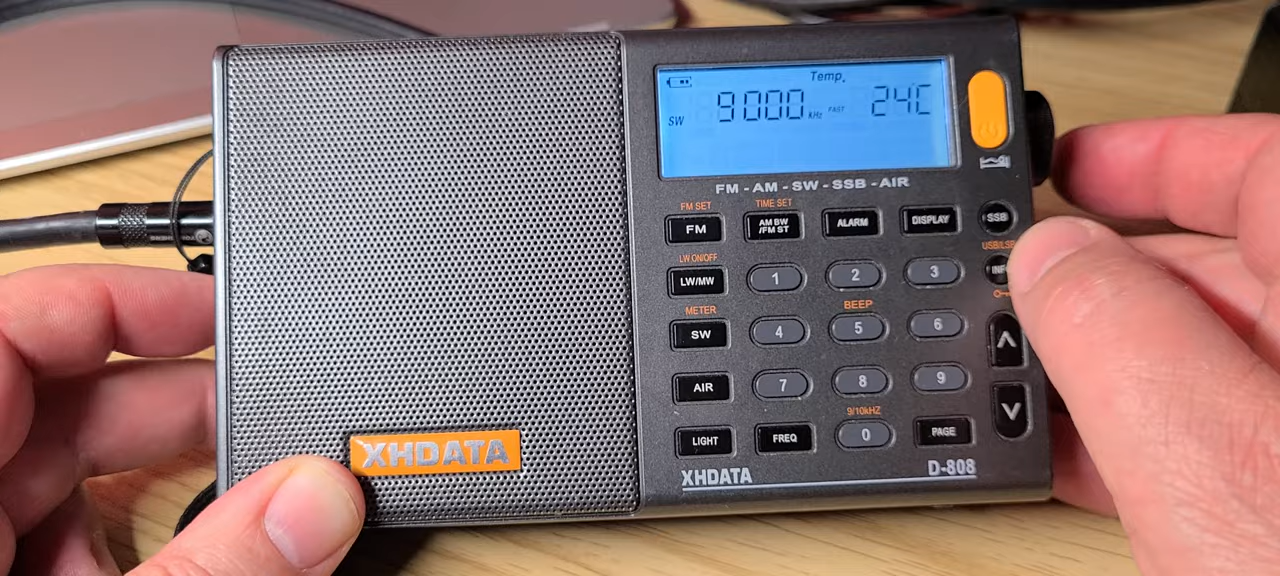 Temp.
SW 9000 kHz FAST 24C
FM - AM - SW - SSB - AIR
FM SET TIME SET
FM AM BW /FM ST ALARM DISPLAY SSB
LW ON/OFF USB/LSB
LW/MW 1 2 3 INFO
METER BEEP
SW 4 5 6
AIR 7 8 9
9/10kHZ
LIGHT FREQ 0 PAGE
XHDATA
XHDATA D-808